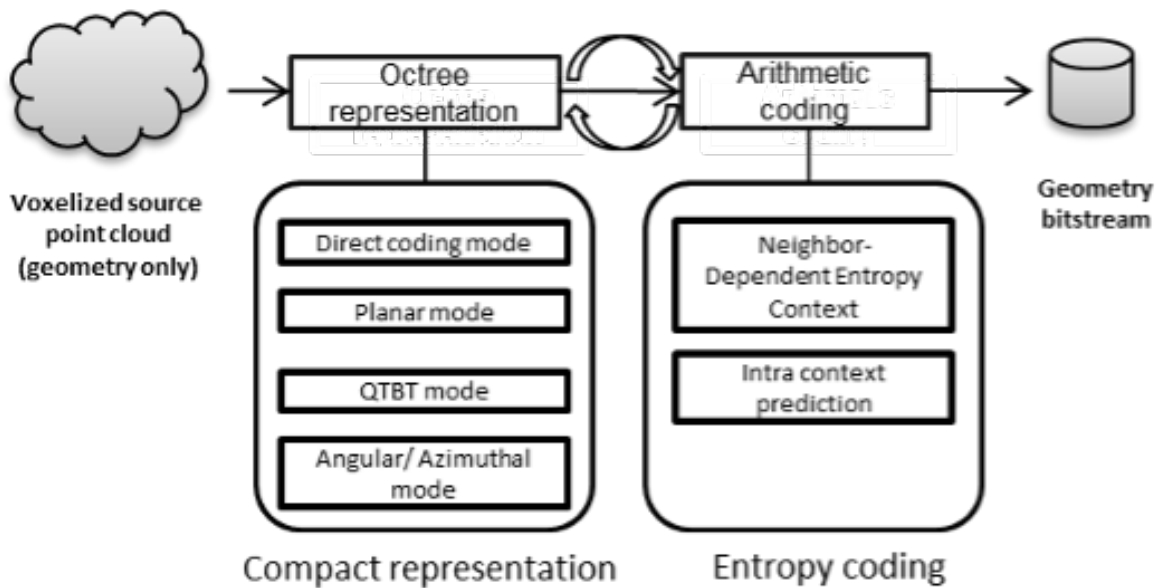 Octree
representation
Arithmetic
coding
Voxelized source
point cloud
(geometry only)
Geometry
bitstream
Direct coding mode
Planar mode
QTBT mode
Angular/ Azimuthal
mode
Neighbor-
Dependent Entropy
Context
Intra context
prediction
Compact representation
Entropy coding